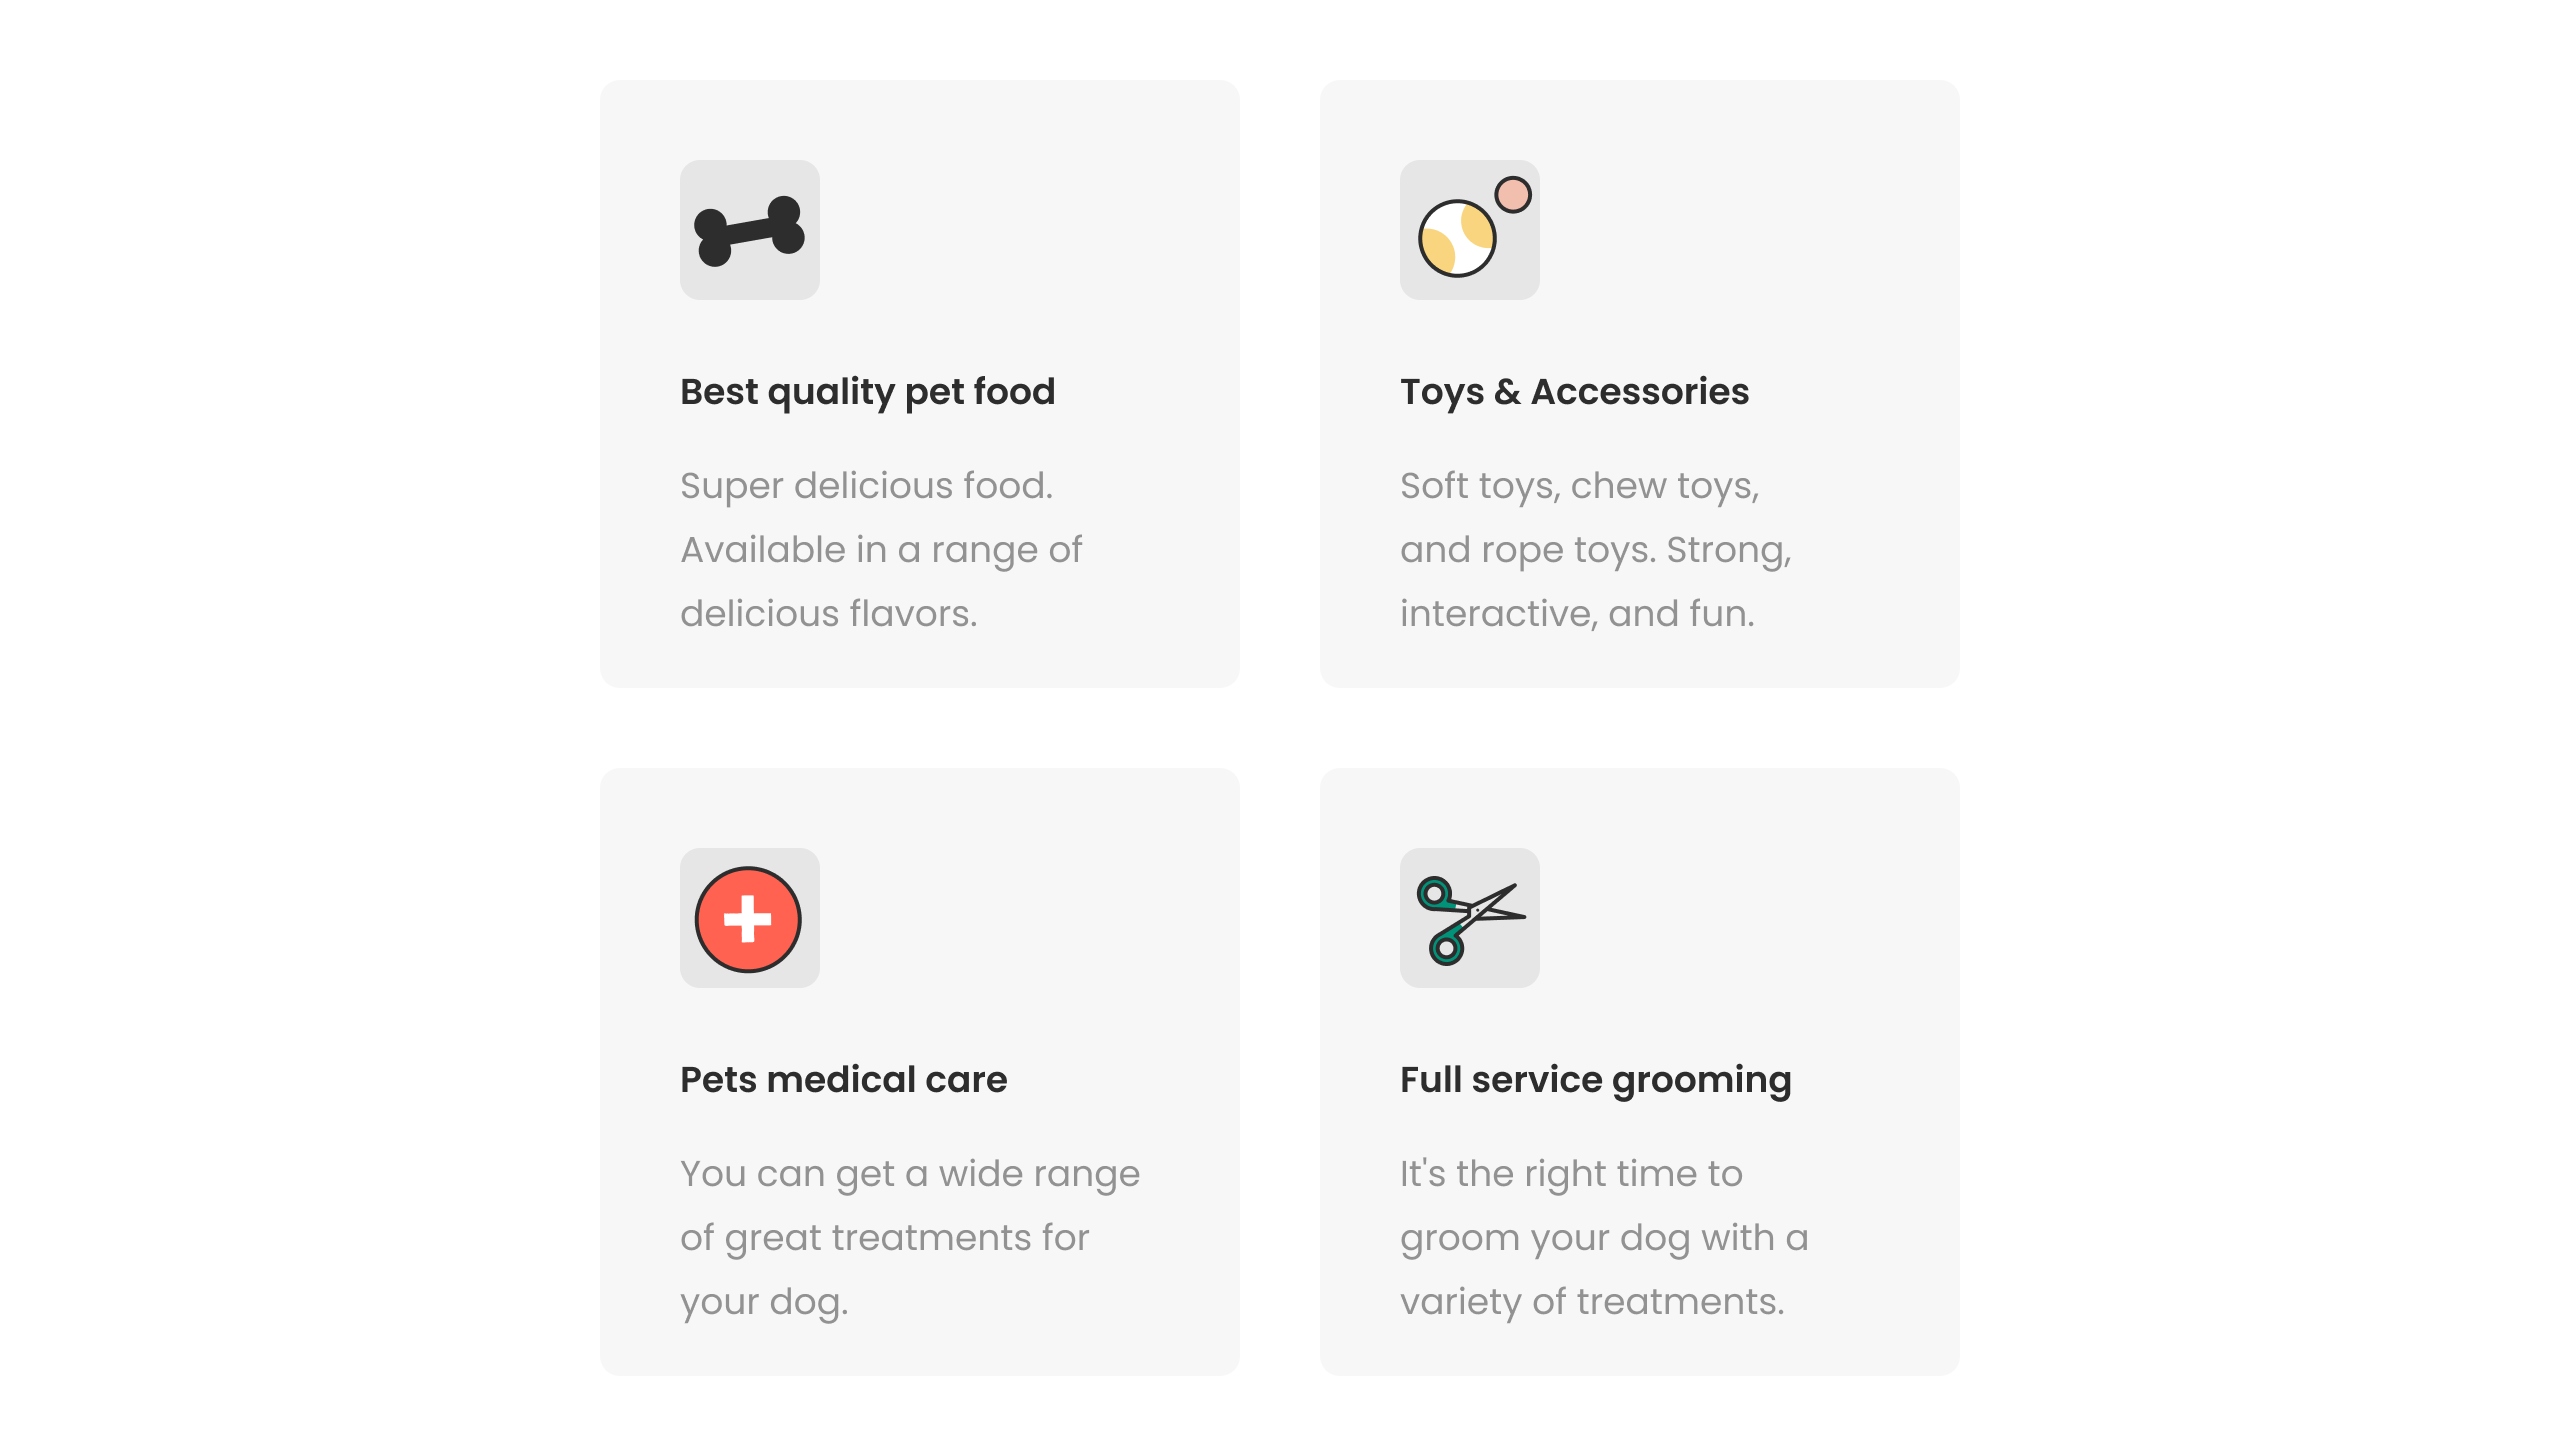 Best quality pet food
Super delicious food.
Available in a range of
delicious flavors.
Toys & Accessories
Soft toys, chew toys,
and rope toys. Strong,
interactive, and fun.
Pets medical care
You can get a wide range
of great treatments for
your dog.
Full service grooming
It's the right time to
groom your dog with a
variety of treatments.